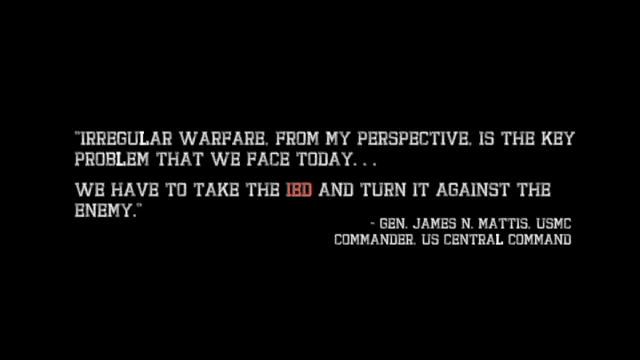 "IRREGULAR WARFARE, FROM MY PERSPECTIVE, IS THE KEY
PROBLEM THAT WE FACE TODAY...
WE HAVE TO TAKE THE IED AND TURN IT AGAINST THE
ENEMY."
- GEN. JAMES N. MATTIS, USMC
COMMANDER, US CENTRAL COMMAND